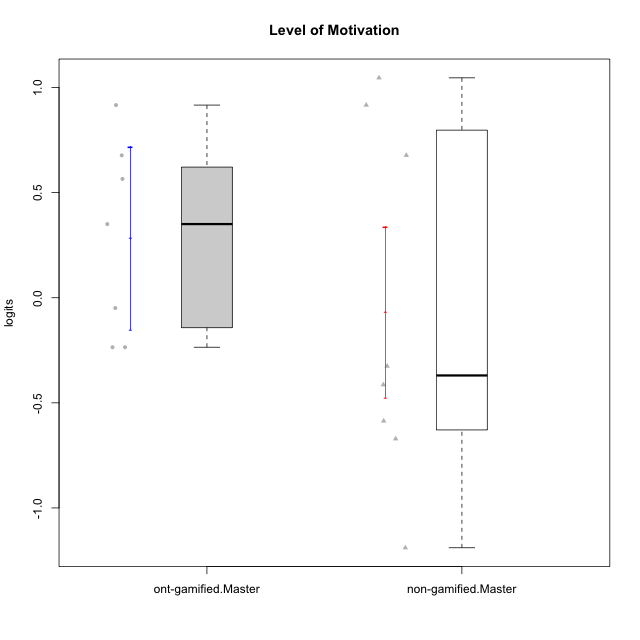 Level of Motivation
logits
1.0
0.5
0.0
-0.5
-1.0
ont-gamified.Master
non-gamified.Master